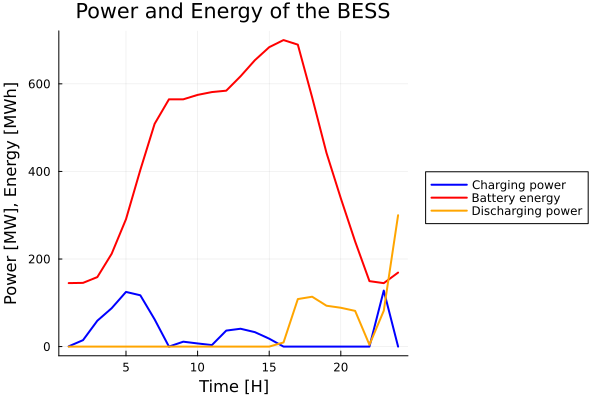 Power and Energy of the BESS
Power [MW], Energy [MWh]
600
400
200
0
5
10
15
20
Time [H]
Charging power
Battery energy
Discharging power